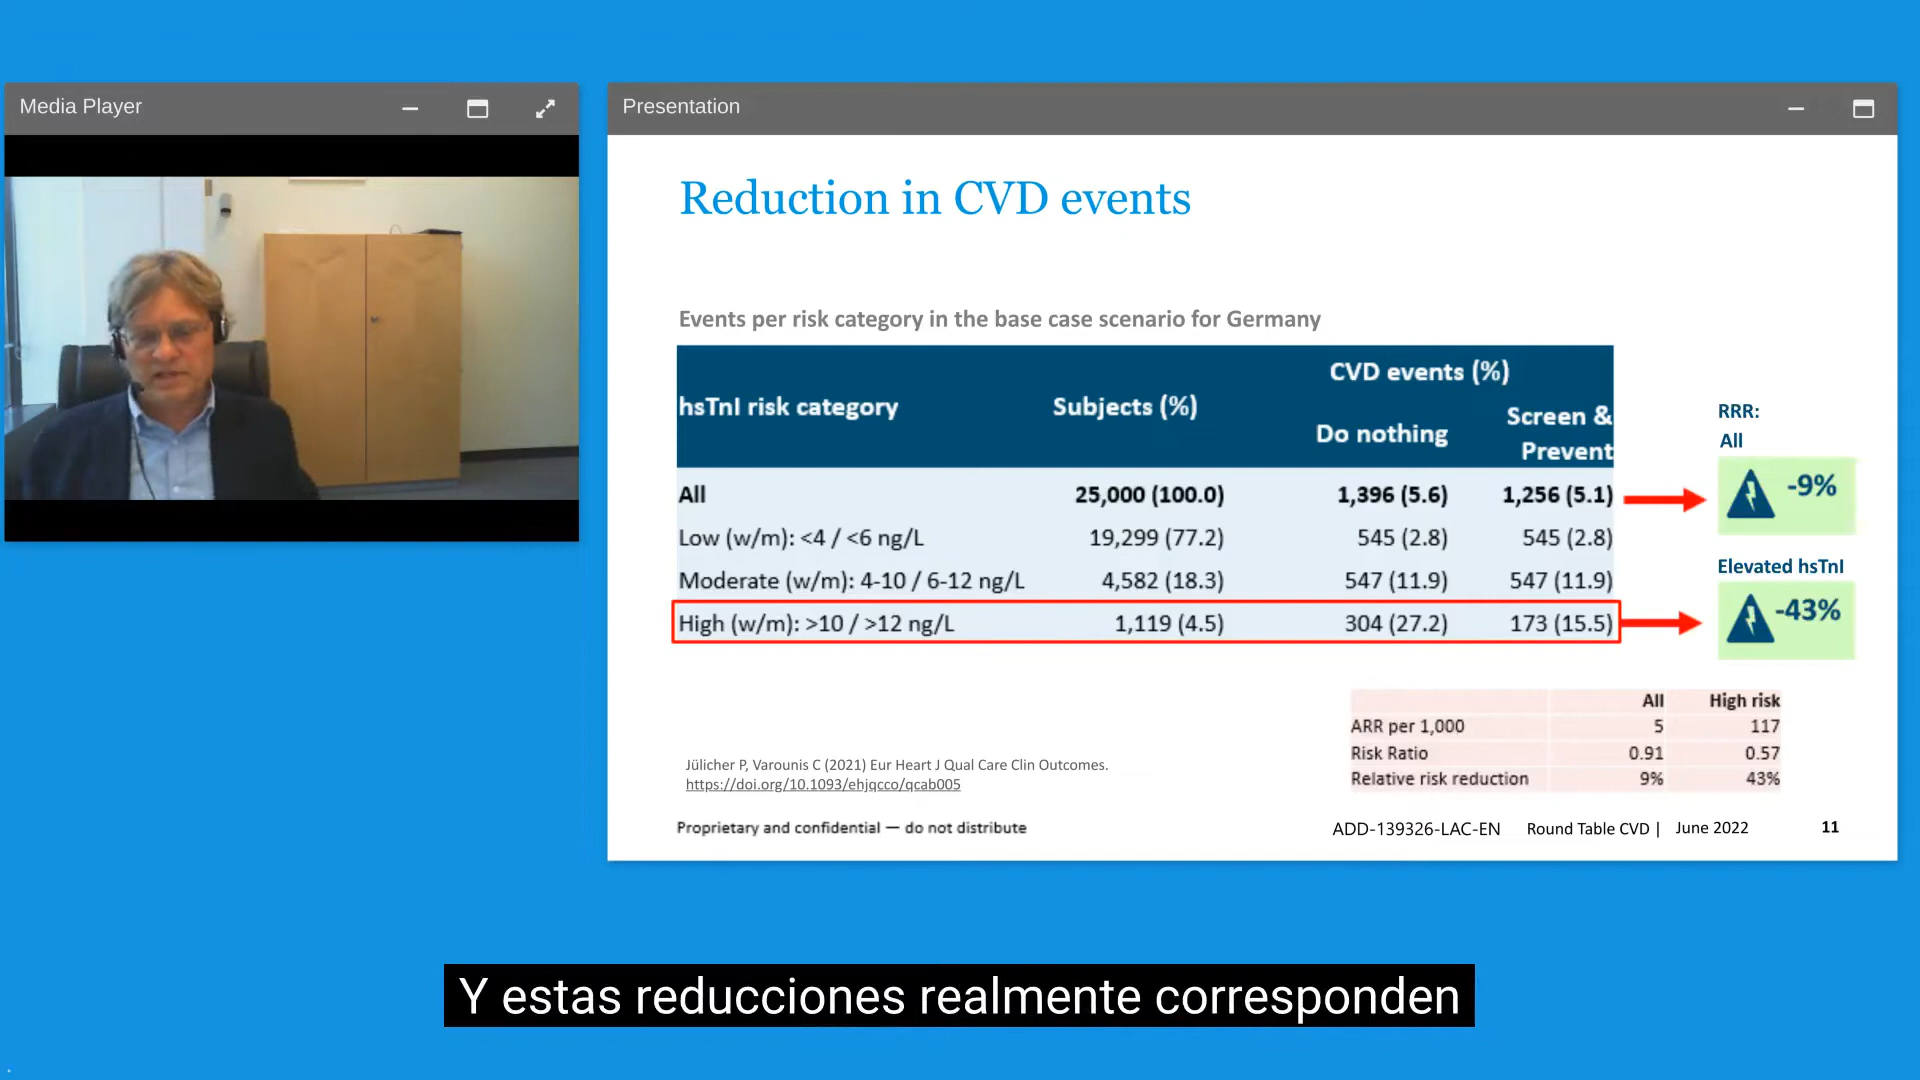 Media Player
Presentation
Reduction in CVD events
Events per risk category in the base case scenario for Germany
hsTnI risk category Subjects (%) CVD events (%)
Do nothing Screen & Prevent
All 25,000 (100.0) 1,396 (5.6) 1,256 (5.1)
Low (w/m): <4 / <6 ng/L 19,299 (77.2) 545 (2.8) 545 (2.8)
Moderate (w/m): 4-10 / 6-12 ng/L 4,582 (18.3) 547 (11.9) 547 (11.9)
High (w/m): >10 / >12 ng/L 1,119 (4.5) 304 (27.2) 173 (15.5)
RRR:
All
-9%
Elevated hsTnI
-43%
All High risk
ARR per 1,000 5 117
Risk Ratio 0.91 0.57
Relative risk reduction 9% 43%
Jülicher P, Varounis C (2021) Eur Heart J Qual Care Clin Outcomes.
https://doi.org/10.1093/ehjqcco/qcab005
Proprietary and confidential — do not distribute
ADD-139326-LAC-EN Round Table CVD | June 2022 11
Y estas reducciones realmente corresponden